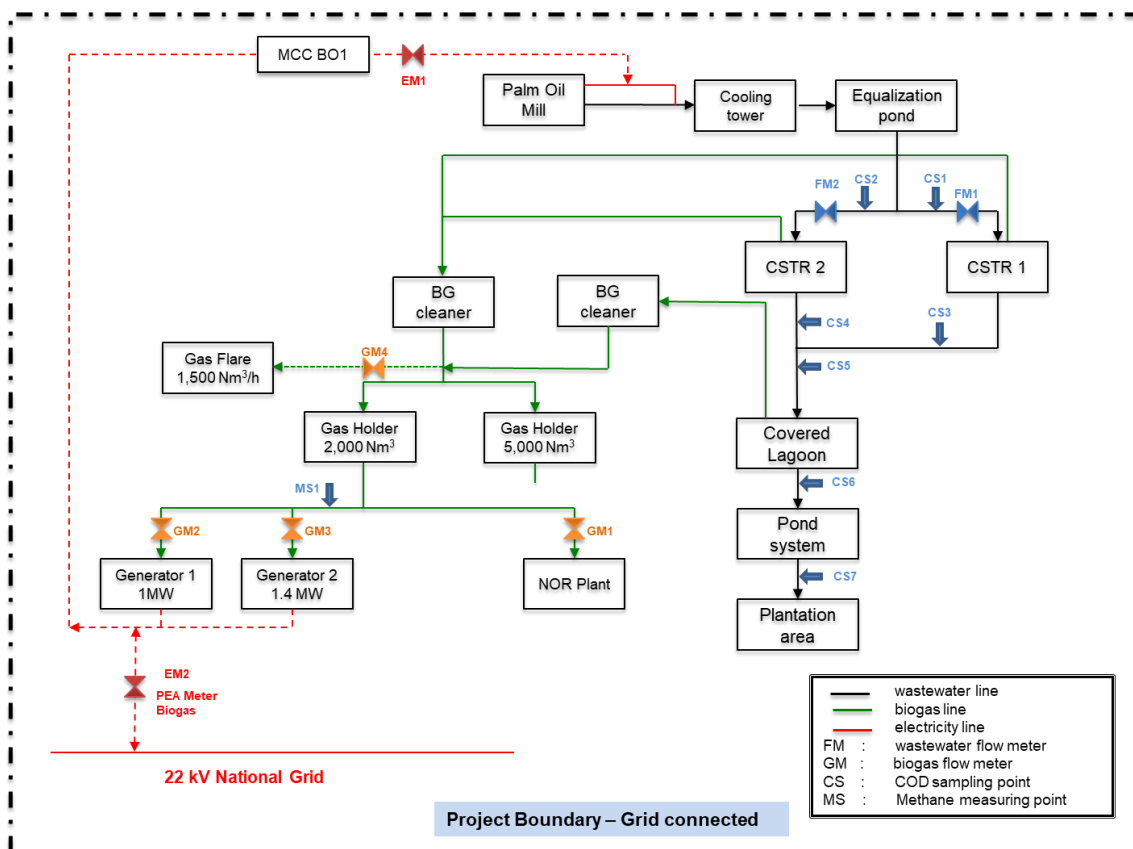 MCC BO1
EM1
Palm Oil
Mill
Cooling
tower
Equalization
pond
FM2
CS2
CS1
FM1
CSTR 2
CSTR 1
BG
cleaner
BG
cleaner
CS4
CS3
Gas Flare
1,500 Nm³/h
GM4
CS5
Gas Holder
2,000 Nm³
Gas Holder
5,000 Nm³
Covered
Lagoon
MS1
CS6
GM2
GM3
GM1
Pond
system
Generator 1
1MW
Generator 2
1.4 MW
NOR Plant
CS7
Plantation
area
EM2
PEA Meter
Biogas
22 kV National Grid
wastewater line
biogas line
electricity line
FM : wastewater flow meter
GM : biogas flow meter
CS : COD sampling point
MS : Methane measuring point
Project Boundary – Grid connected